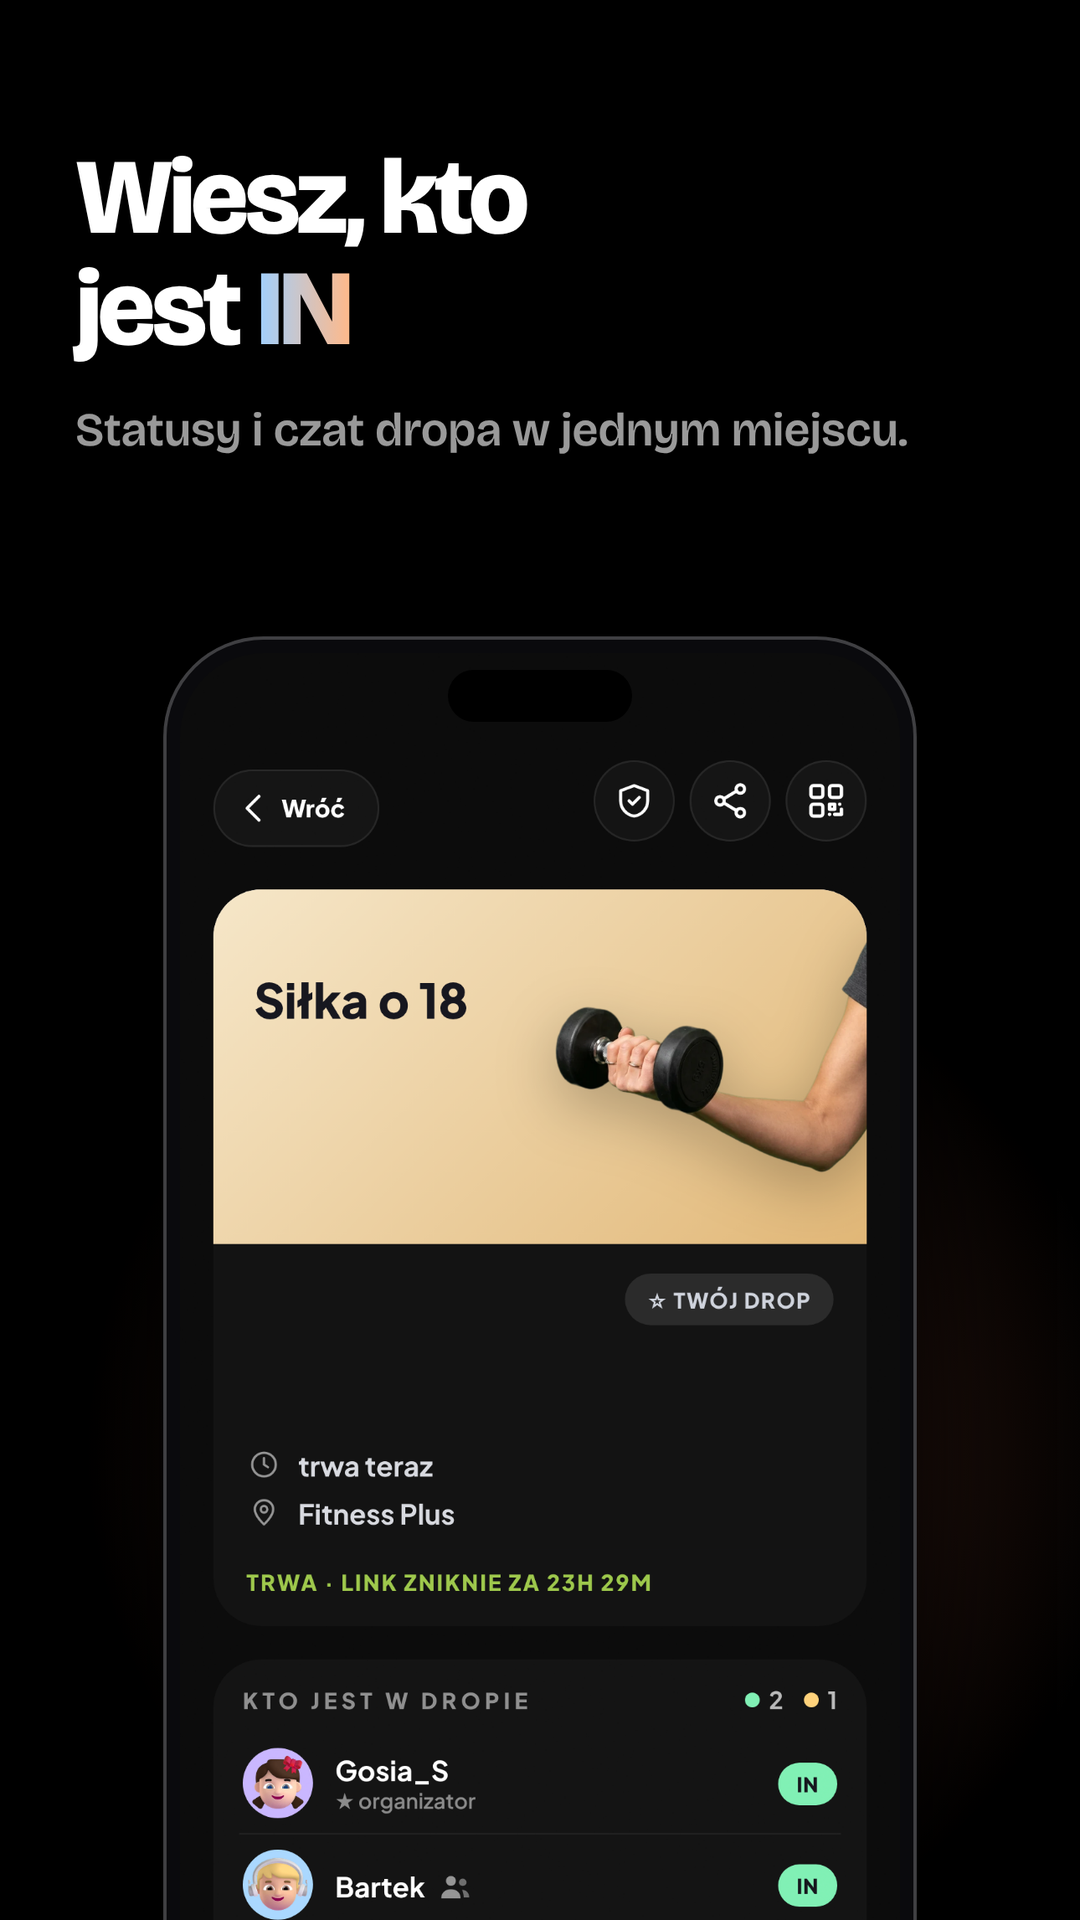 Wiesz, kto
jest IN
Statusy i czat dropa w jednym miejscu.
Wróć
Siłka o 18
☆ TWÓJ DROP
trwa teraz
Fitness Plus
TRWA · LINK ZNIKNIE ZA 23H 29M
KTO JEST W DROPIE 2 1
Gosia_S
★ organizator
IN
Bartek
IN